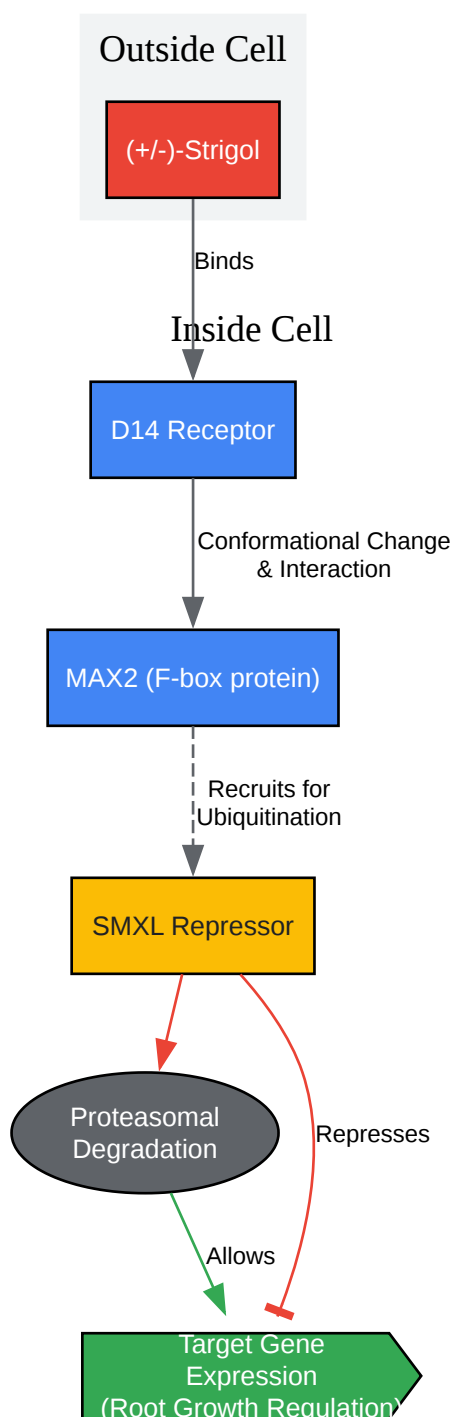 Outside Cell
(+/-)-Strigol
Binds
Inside Cell
D14 Receptor
Conformational Change
& Interaction
MAX2 (F-box protein)
Recruits for
Ubiquitination
SMXL Repressor
Proteasomal
Degradation
Represses
Allows
Target Gene
Expression
(Root Growth Regulation)